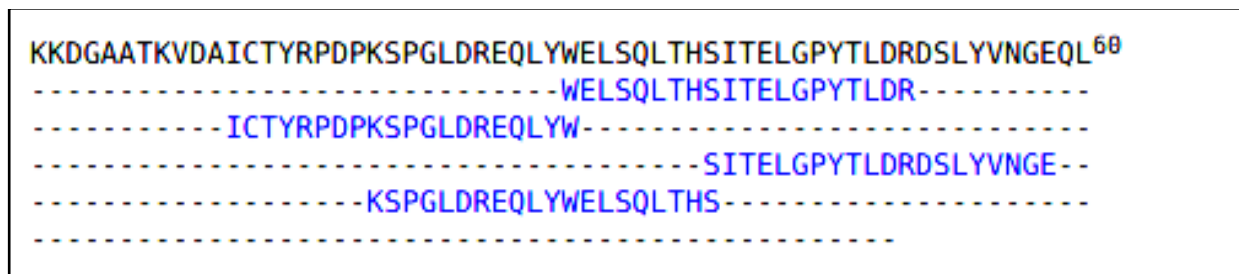 KKDGAATKVDAICTYRPDPKSPGLDREQLYWELSQLTHSITELGPYTLDRDSLYVNGEQL⁶⁰
------------------------------WELSQLTHSITELGPYTLDR----------
-----------ICTYRPDPKSPGLDREQLYW-----------------------------
--------------------------------------SITELGPYTLDRDSLYVNGE--
-------------------KSPGLDREQLYWELSQLTHS---------------------
-------------------------------------------------